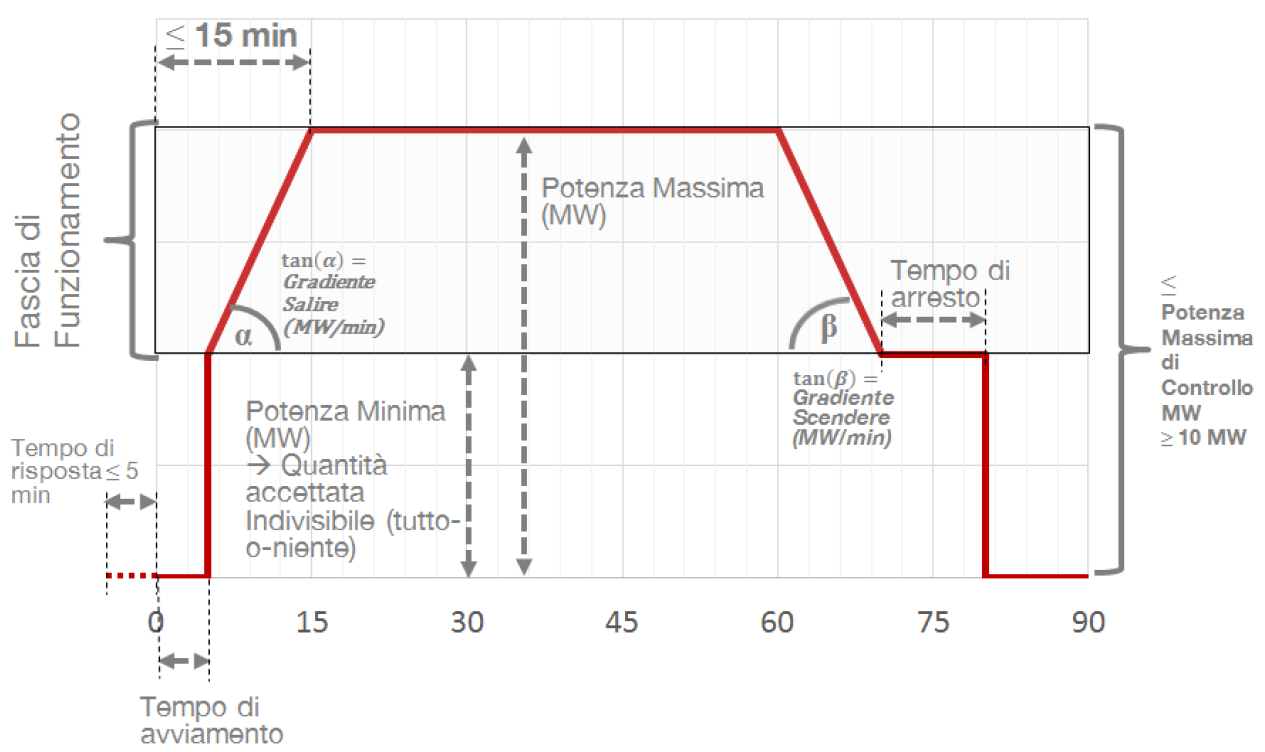 ≤ 15 min
Fascia di
Funzionamento
Potenza Massima
(MW)
tan(α) =
Gradiente
Salire
(MW/min)
α
Tempo di
arresto
β
≤
Potenza
Massima
di
Controllo
MW
≥ 10 MW
tan(β) =
Gradiente
Scendere
(MW/min)
Potenza Minima
(MW)
→ Quantità
accettata
Indivisibile (tutto-
o-niente)
Tempo di
risposta ≤ 5
min
0 15 30 45 60 75 90
Tempo di
avviamento